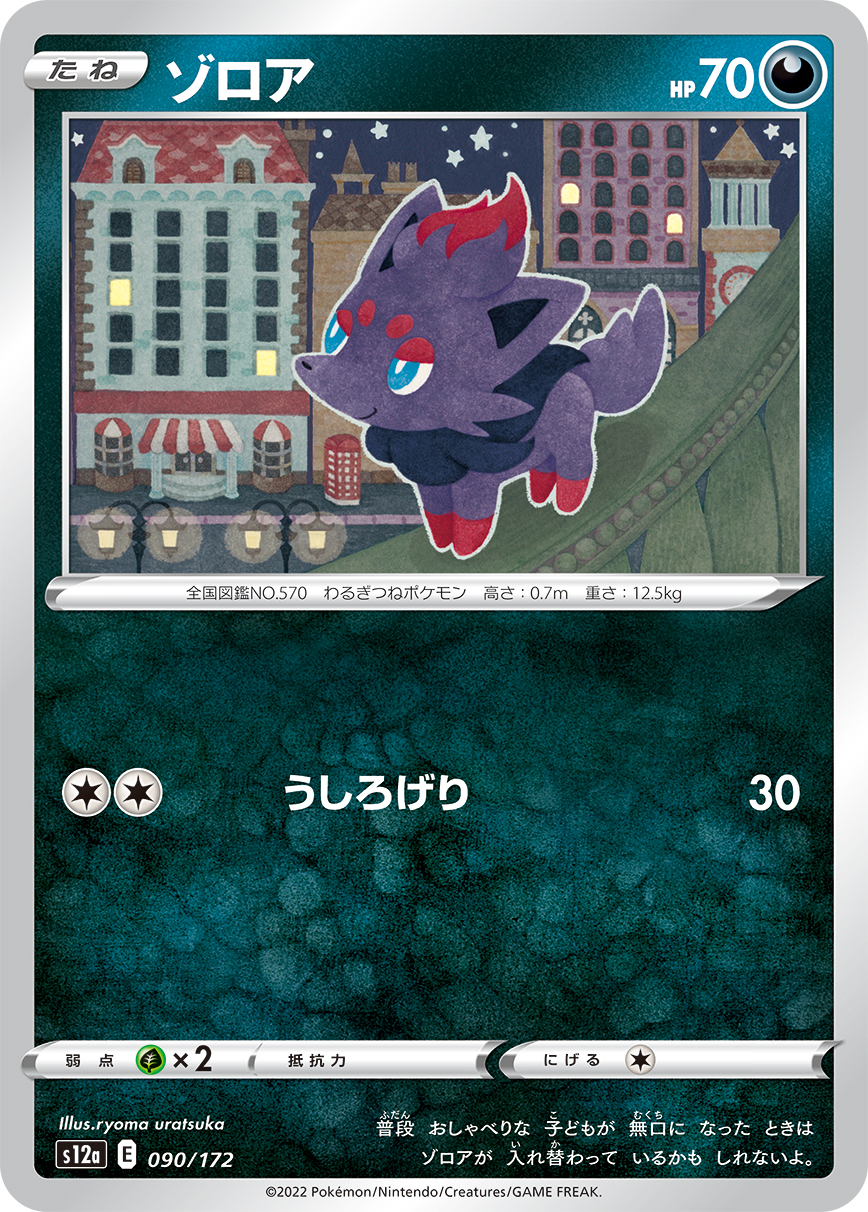 たね ゾロア HP 70
全国図鑑NO.570 わるぎつねポケモン 高さ：0.7m 重さ：12.5kg
うしろげり 30
弱点 ×2 抵抗力 にげる
Illus.ryoma uratsuka
s12a E 090/172
普段 おしゃべりな 子どもが 無口に なった ときは
ゾロアが 入れ替わって いるかも しれないよ。
©2022 Pokémon/Nintendo/Creatures/GAME FREAK.